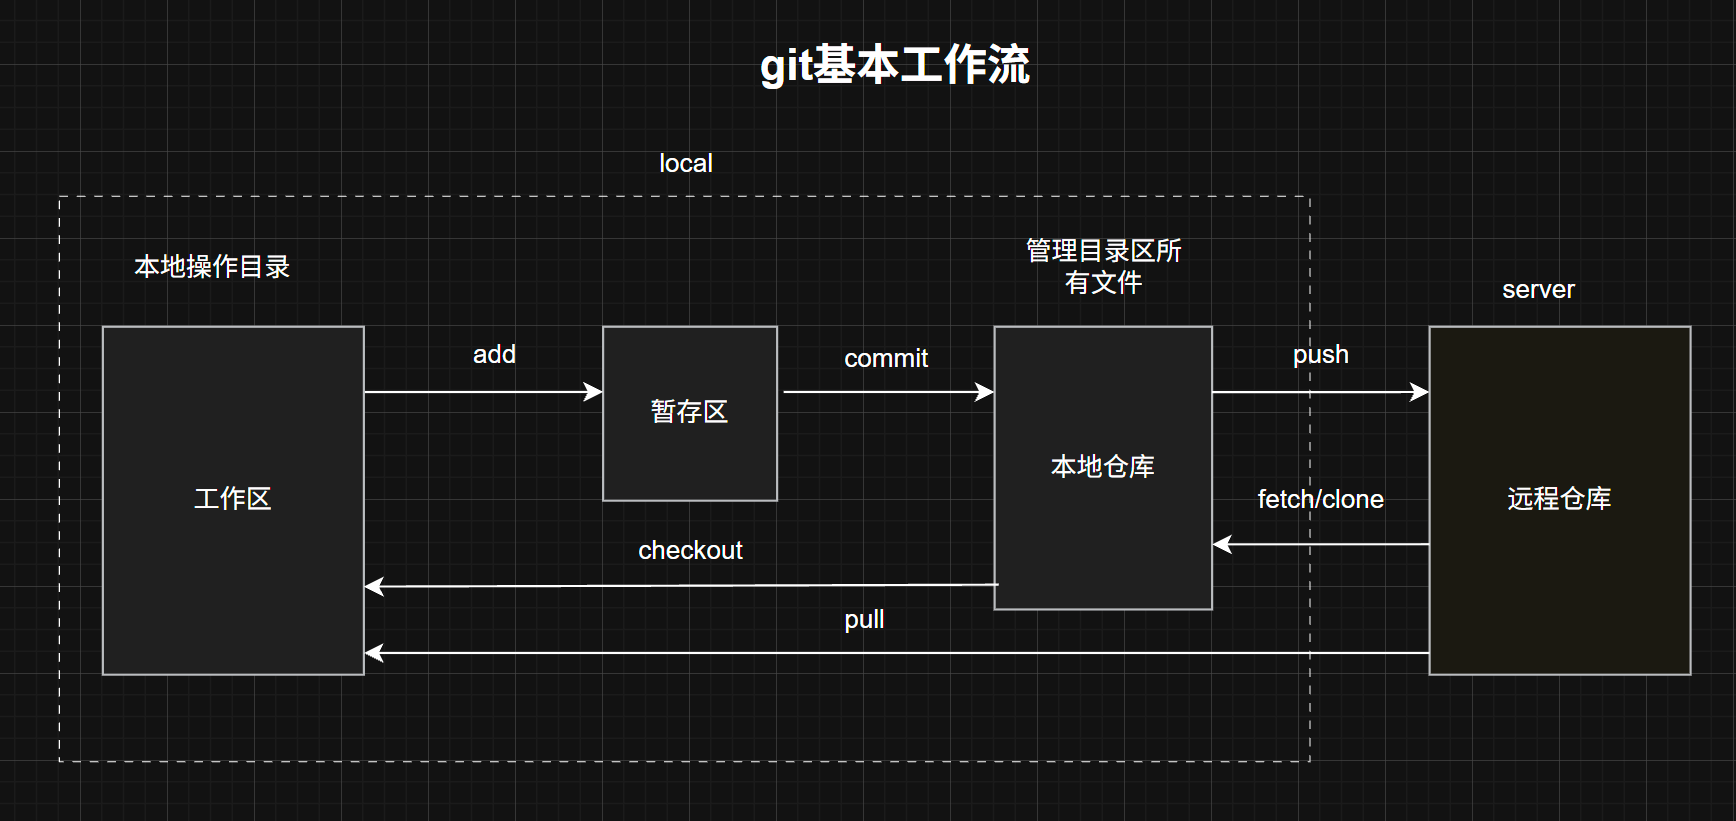 git基本工作流
local
本地操作目录
管理目录区所
有文件
server
add
commit
push
暂存区
本地仓库
工作区
fetch/clone
远程仓库
checkout
pull